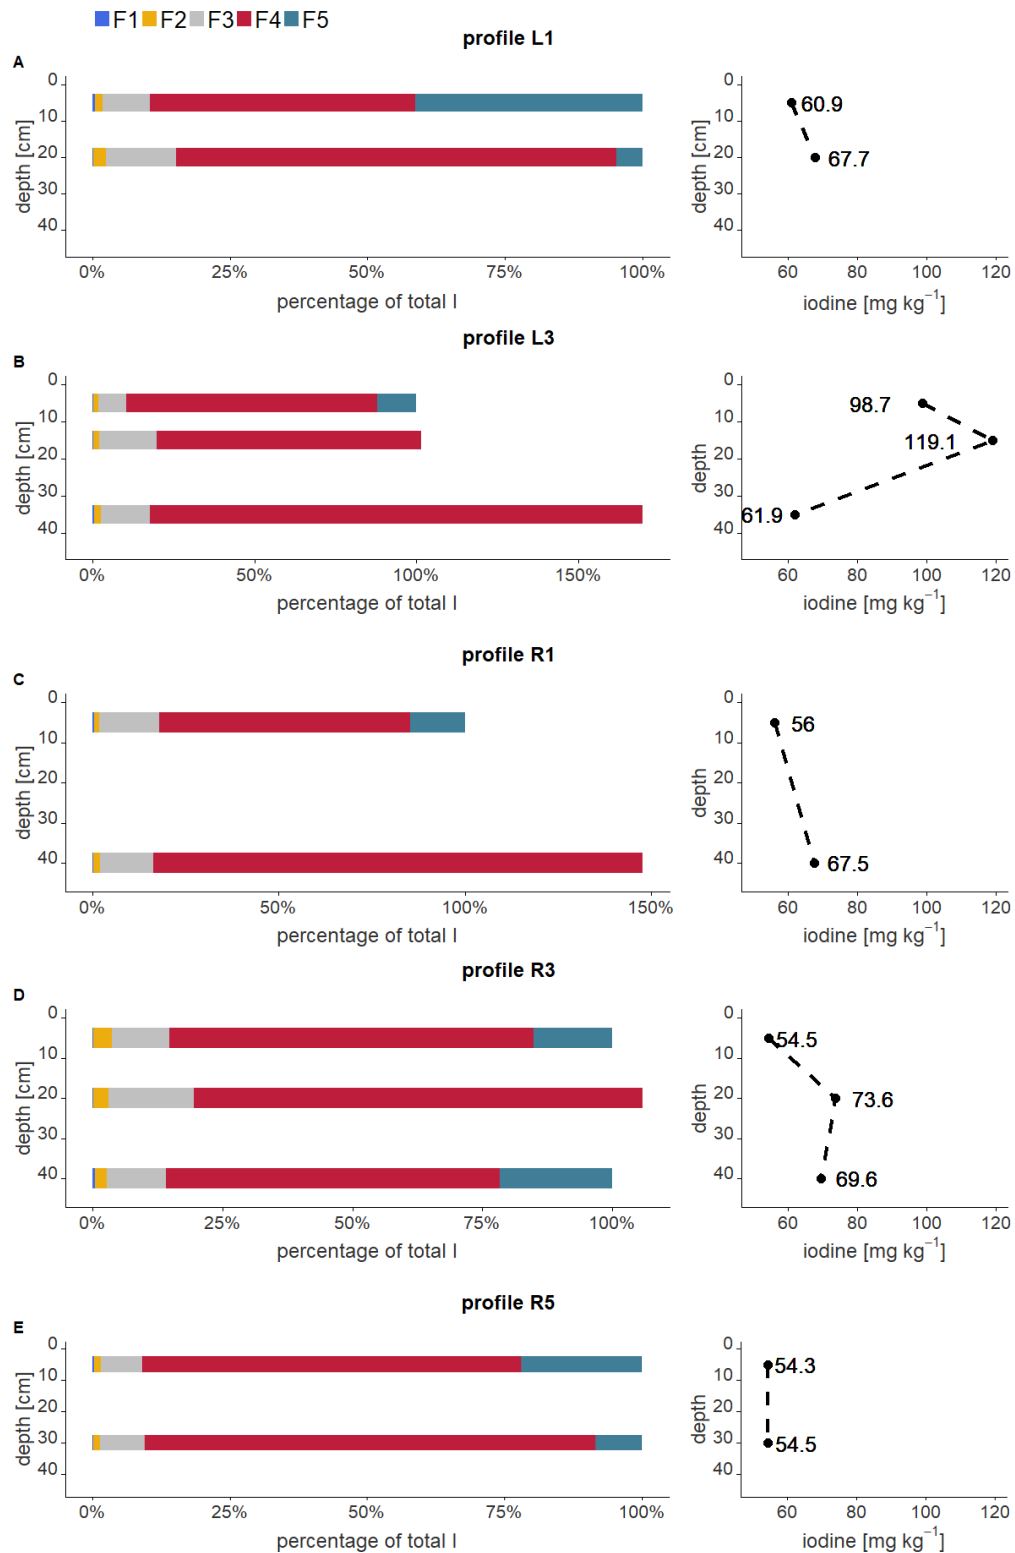 F1 F2 F3 F4 F5
profile L1
A
0
10
20
30
40
depth [cm]
0% 25% 50% 75% 100%
percentage of total I
0
10
20
30
40
depth [cm]
60.9
67.7
60 80 100 120
iodine [mg kg⁻¹]
profile L3
B
0
10
20
30
40
depth [cm]
0% 50% 100% 150%
percentage of total I
0
10
20
30
40
depth
98.7
119.1
61.9
60 80 100 120
iodine [mg kg⁻¹]
profile R1
C
0
10
20
30
40
depth [cm]
0% 50% 100% 150%
percentage of total I
0
10
20
30
40
depth
56
67.5
60 80 100 120
iodine [mg kg⁻¹]
profile R3
D
0
10
20
30
40
depth [cm]
0% 25% 50% 75% 100%
percentage of total I
0
10
20
30
40
depth
54.5
73.6
69.6
60 80 100 120
iodine [mg kg⁻¹]
profile R5
E
0
10
20
30
40
depth [cm]
0% 25% 50% 75% 100%
percentage of total I
0
10
20
30
40
depth
54.3
54.5
60 80 100 120
iodine [mg kg⁻¹]